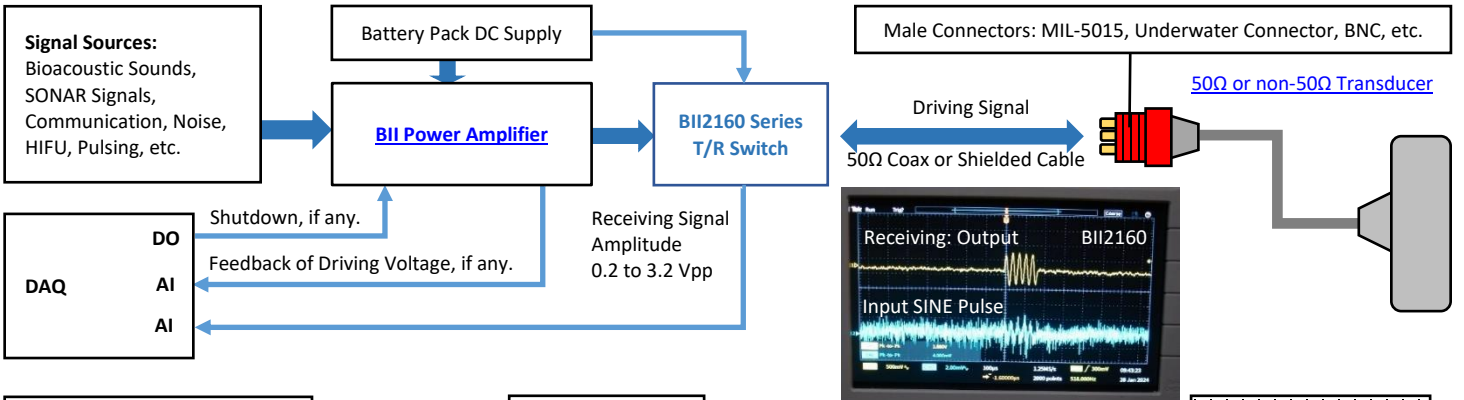 Signal Sources:
Bioacoustic Sounds,
SONAR Signals,
Communication, Noise,
HIFU, Pulsing, etc.
Battery Pack DC Supply
BII Power Amplifier
BII2160 Series
T/R Switch
Male Connectors: MIL-5015, Underwater Connector, BNC, etc.
50Ω or non-50Ω Transducer
Driving Signal
50Ω Coax or Shielded Cable
Shutdown, if any.
Feedback of Driving Voltage, if any.
Receiving Signal
Amplitude
0.2 to 3.2 Vpp
DAQ
DO
AI
AI
Receiving: Output BII2160
Input SINE Pulse